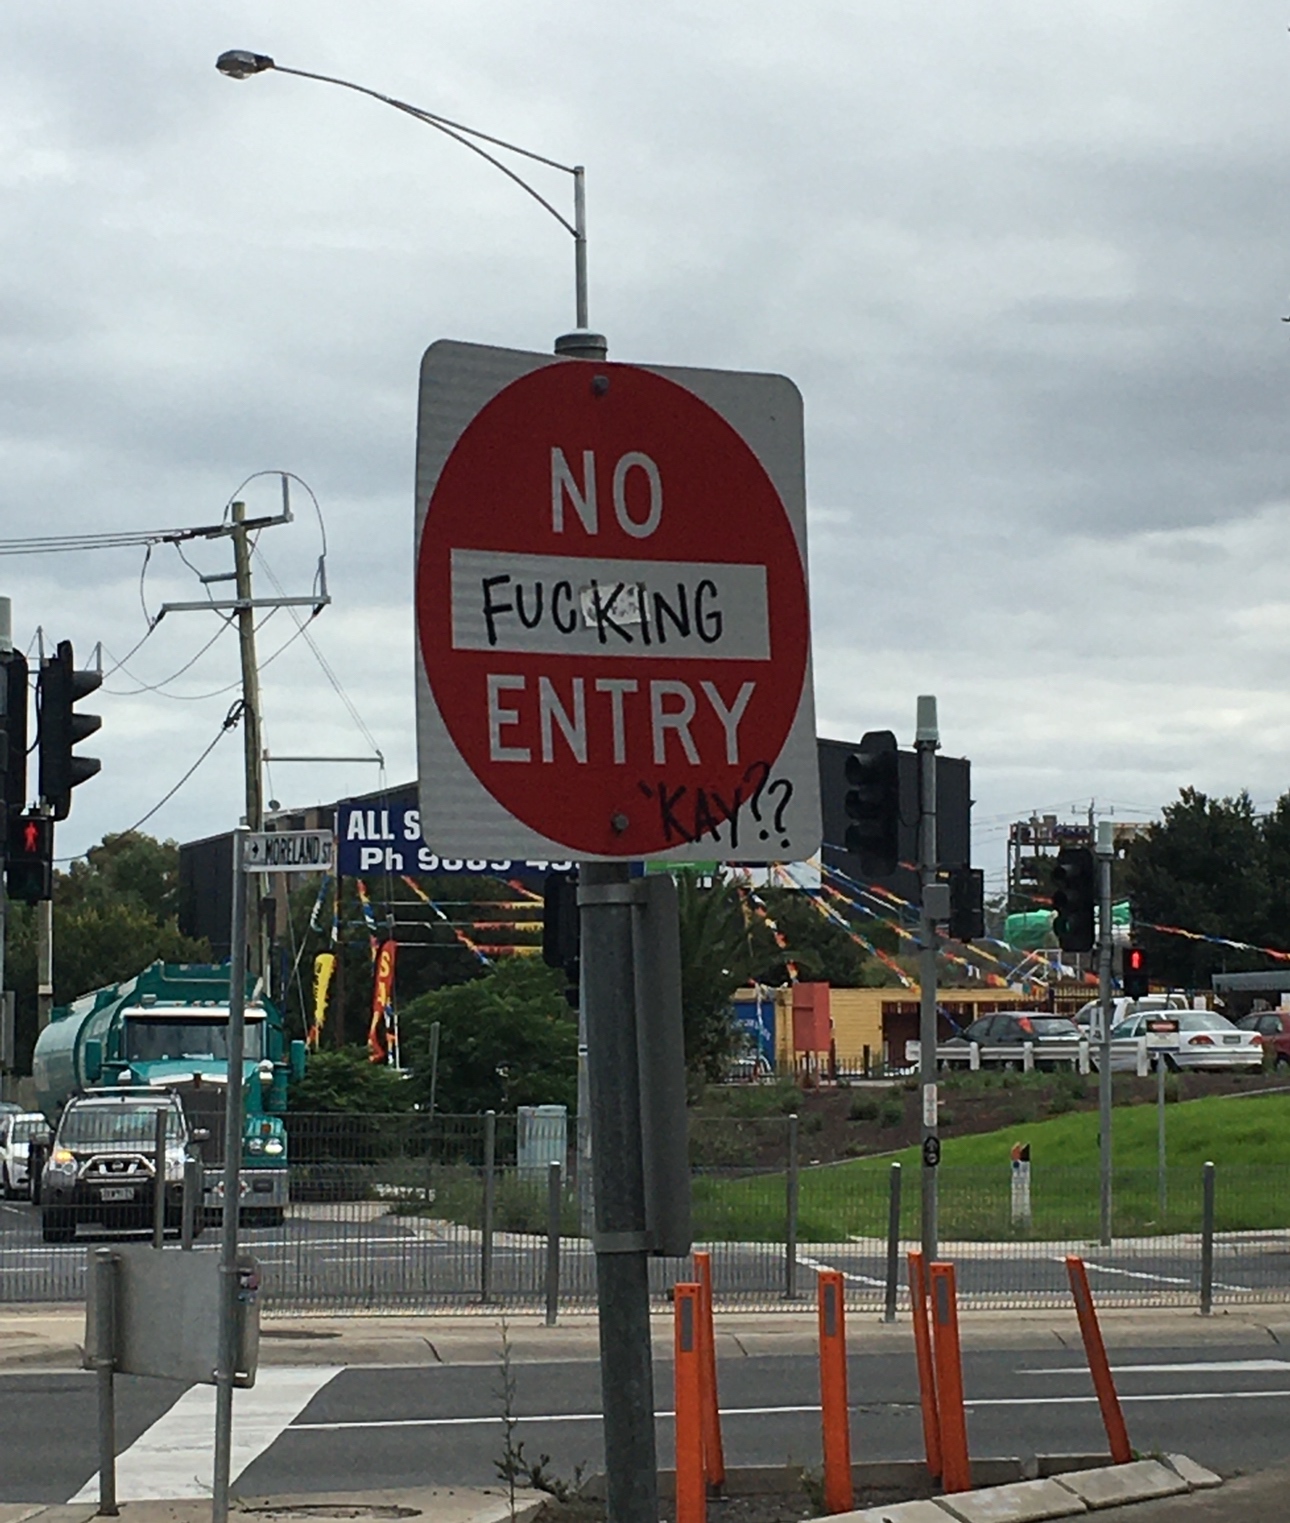 NO
FUCKING
ENTRY
'KAY??
MORELAND ST
ALL S
Ph